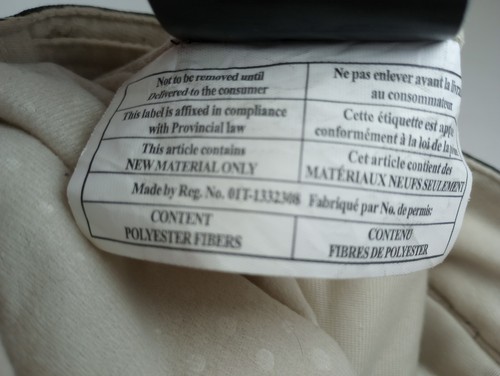 Not to be removed until
Delivered to the consumer
Ne pas enlever avant la
au consommateur
This label is affixed in compliance
with Provincial law
Cette étiquette est
conformément à la loi de la
This article contains
NEW MATERIAL ONLY
Cet article contient des
MATÉRIAUX NEUFS SEULEMENT
Made by Reg. No. 01T-1332308 Fabriqué par No. de permis:
CONTENT
POLYESTER FIBERS
CONTENU
FIBRES DE POLYESTER